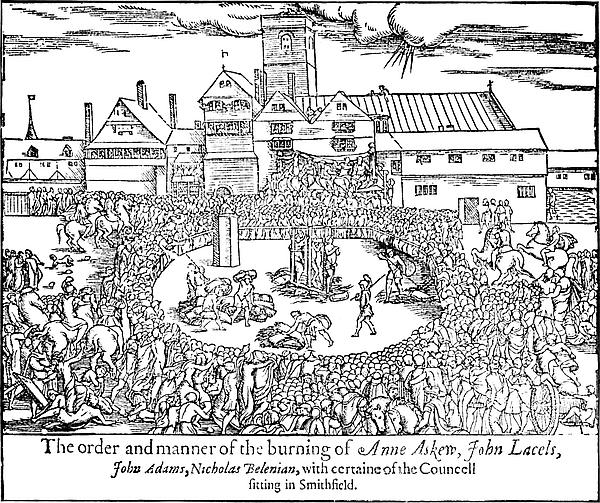 The order and manner of the burning of Anne Askew, John Lacels,
John Adams, Nicholas Belenian, with certaine of the Councell
sitting in Smithfield.